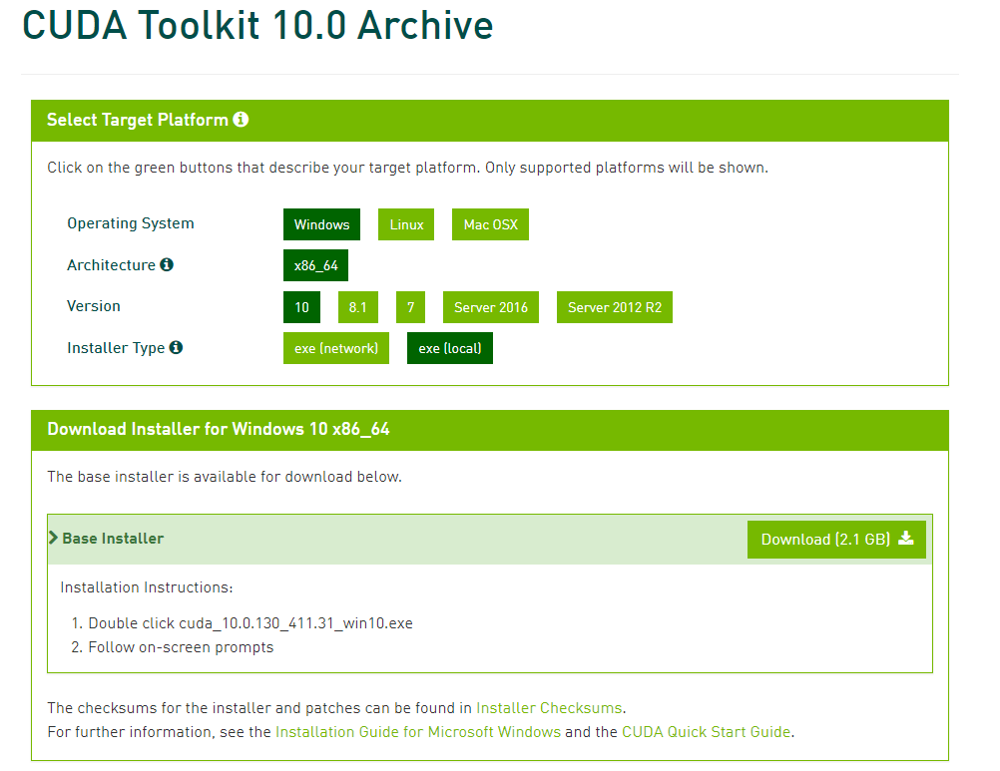 CUDA Toolkit 10.0 Archive
Select Target Platform
Click on the green buttons that describe your target platform. Only supported platforms will be shown.
Operating System Windows Linux Mac OSX
Architecture x86_64
Version 10 8.1 7 Server 2016 Server 2012 R2
Installer Type exe (network) exe (local)
Download Installer for Windows 10 x86_64
The base installer is available for download below.
Base Installer Download (2.1 GB)
Installation Instructions:
1. Double click cuda_10.0.130_411.31_win10.exe
2. Follow on-screen prompts
The checksums for the installer and patches can be found in Installer Checksums.
For further information, see the Installation Guide for Microsoft Windows and the CUDA Quick Start Guide.